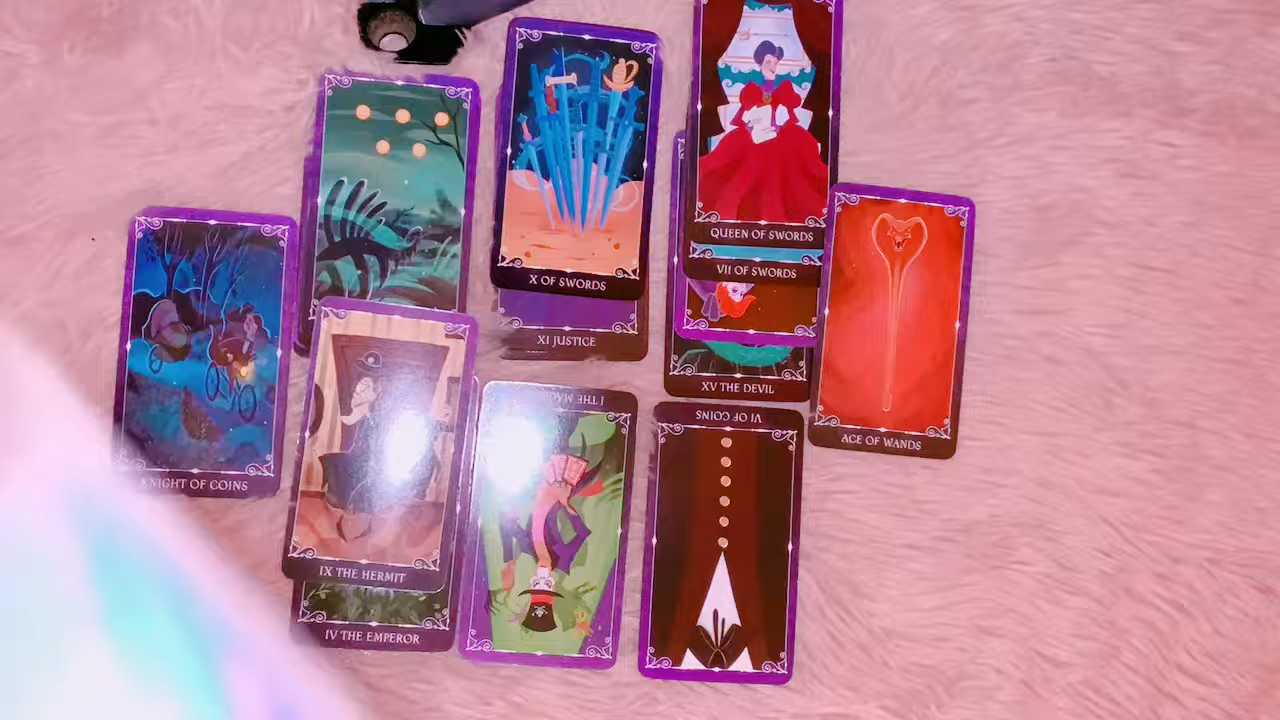 QUEEN OF SWORDS
VII OF SWORDS
X OF SWORDS
XI JUSTICE
XV THE DEVIL
VI OF COINS
ACE OF WANDS
KNIGHT OF COINS
I THE MAG
IX THE HERMIT
IV THE EMPEROR